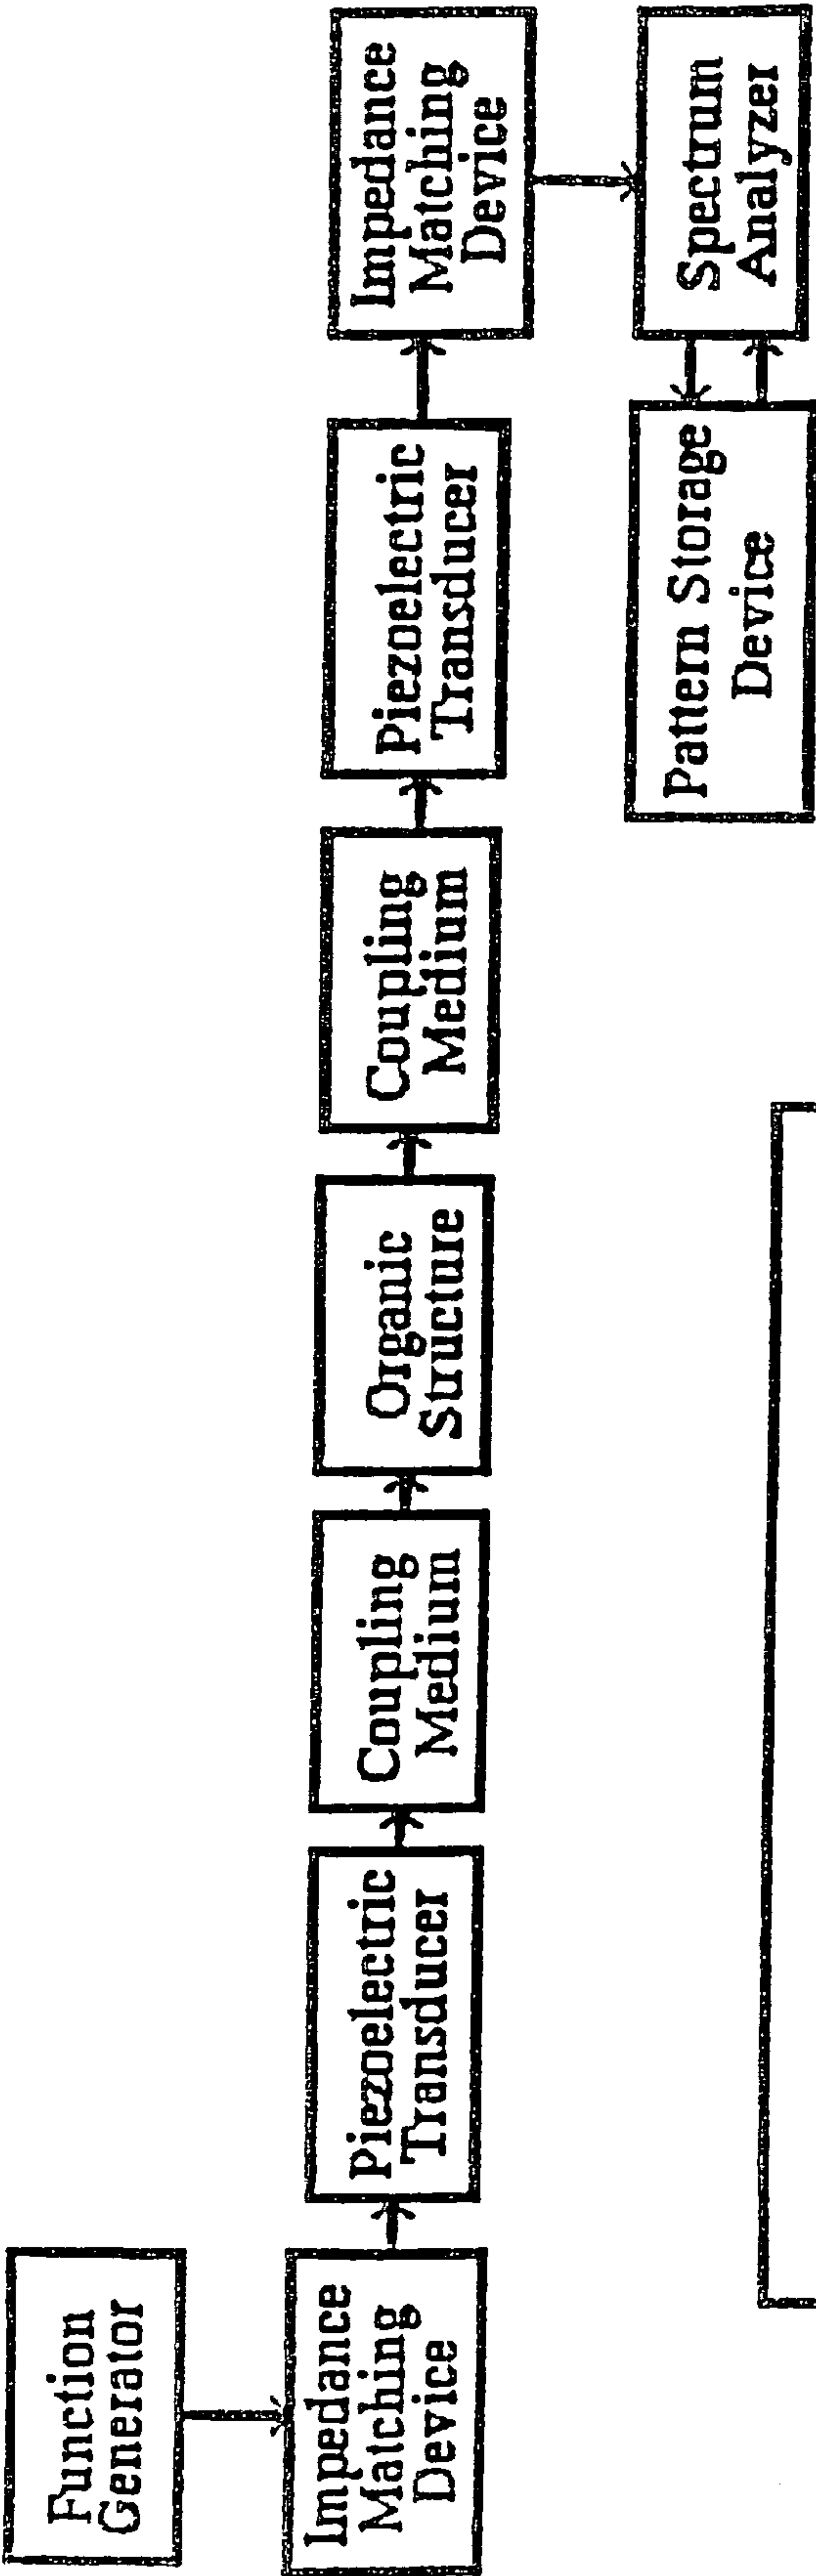 Function
Generator
Impedance
Matching
Device
Piezoelectric
Transducer
Coupling
Medium
Organic
Structure
Coupling
Medium
Piezoelectric
Transducer
Impedance
Matching
Device
Spectrum
Analyzer
Pattern Storage
Device